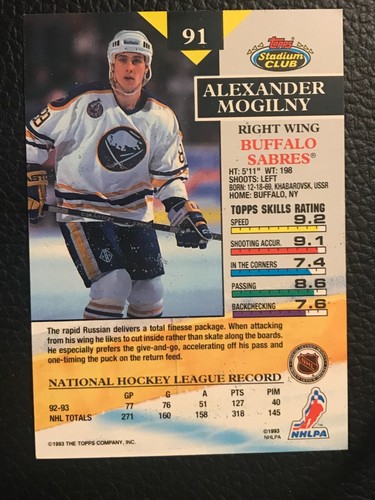 91
Topps
STADIUM
CLUB
ALEXANDER
MOGILNY
RIGHT WING
BUFFALO
SABRES®
HT: 5'11" WT: 198
SHOOTS: LEFT
BORN: 12-18-69, KHABAROVSK, USSR
HOME: BUFFALO, NY
TOPPS SKILLS RATING
SPEED 9.2
SHOOTING ACCUR. 9.1
IN THE CORNERS 7.4
PASSING 8.6
BACKCHECKING 7.6
The rapid Russian delivers a total finesse package. When attacking
from his wing he likes to cut inside rather than skate along the boards.
He especially prefers the give-and-go, accelerating off his pass and
one-timing the puck on the return feed.
NATIONAL HOCKEY LEAGUE RECORD
GP G A PTS PIM
92-93 77 76 51 127 40
NHL TOTALS 271 160 158 318 145
©1993 THE TOPPS COMPANY, INC.
NHL
NHLPA
©1993
NHLPA